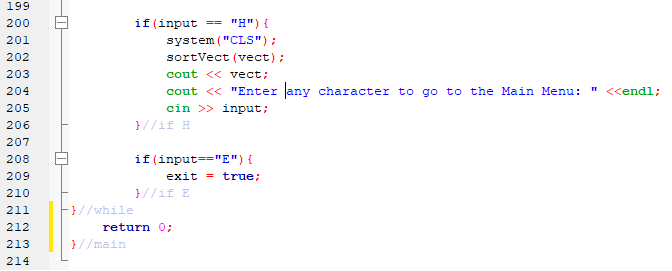 199
200 if(input == "H"){
201 system("CLS");
202 sortVect(vect);
203 cout << vect;
204 cout << "Enter any character to go to the Main Menu: " <<endl;
205 cin >> input;
206 }//if H
207
208 if(input=="E"){
209 exit = true;
210 }//if E
211 }//while
212 return 0;
213 }//main
214